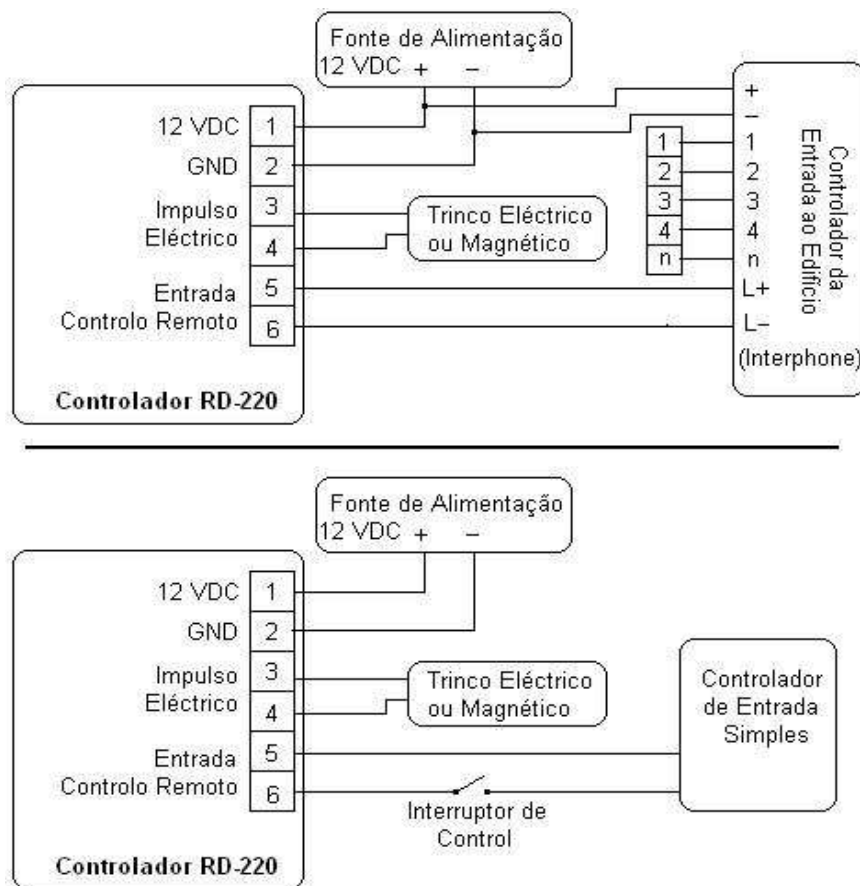 Fonte de Alimentação
12 VDC + −
12 VDC 1
GND 2
Impulso
Eléctrico
3
4
Entrada
Controlo Remoto
5
6
Controlador RD-220
Trinco Eléctrico
ou Magnético
1
2
3
4
n
+
−
1
2
3
4
n
L+
L−
Controlador da
Entrada ao Edifício
(Interphone)
Fonte de Alimentação
12 VDC + −
12 VDC 1
GND 2
Impulso
Eléctrico
3
4
Entrada
Controlo Remoto
5
6
Controlador RD-220
Trinco Eléctrico
ou Magnético
Interruptor de
Control
Controlador
de Entrada
Simples